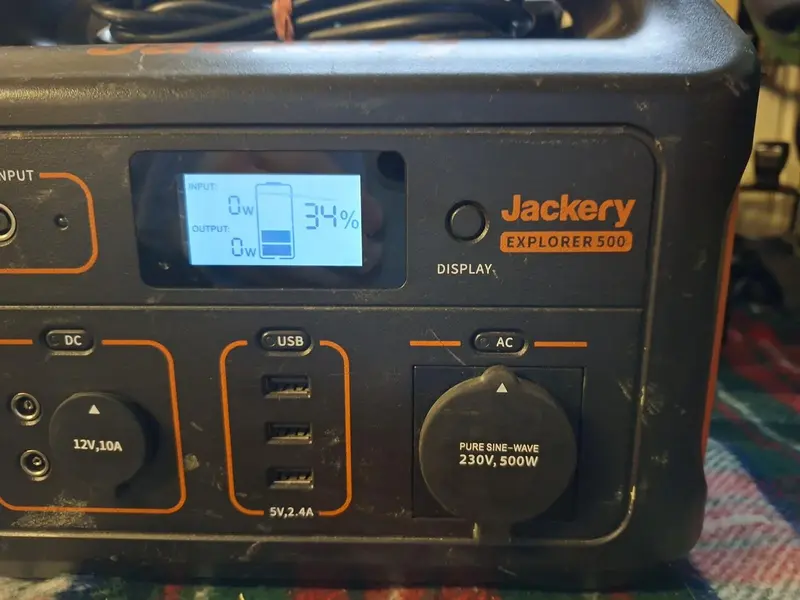 Jackery
INPUT
INPUT:
0W
34%
OUTPUT:
0W
DISPLAY
Jackery
EXPLORER 500
DC
12V,10A
USB
5V,2.4A
AC
PURE SINE-WAVE
230V, 500W